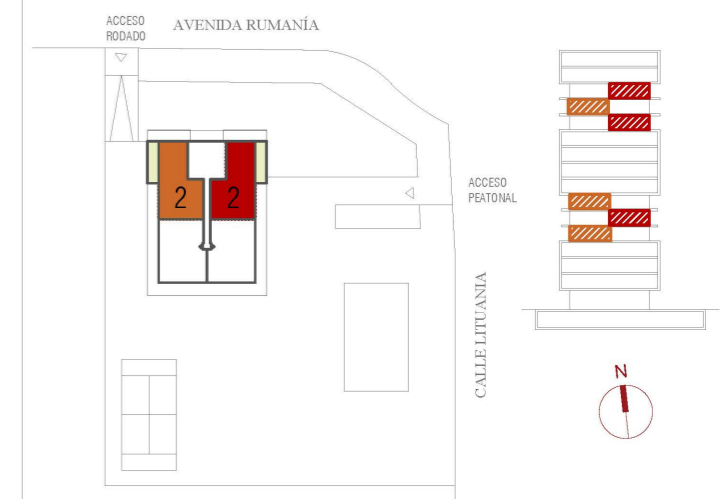 ACCESO
RODADO
AVENIDA RUMANÍA
2
2
ACCESO
PEATONAL
CALLE LITUANIA
N